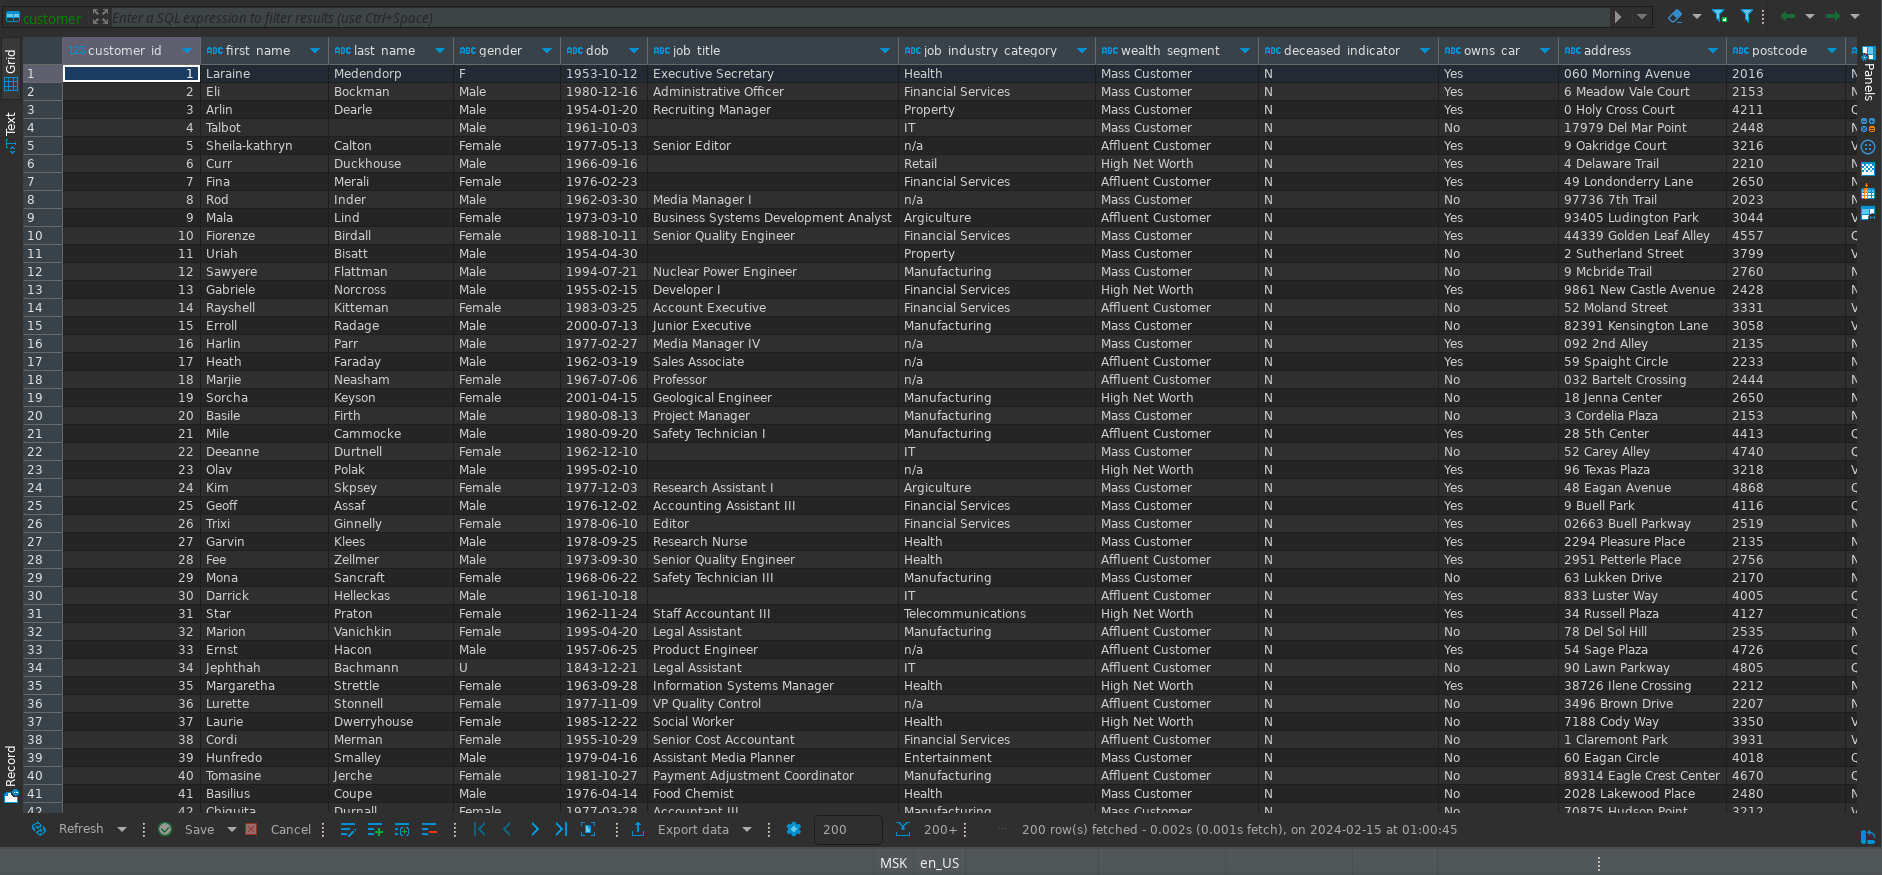 customer Enter a SQL expression to filter results (use Ctrl+Space)
Grid
Text
Record
Panels
123 customer_id ABC first_name ABC last_name ABC gender ABC dob ABC job_title ABC job_industry_category ABC wealth_segment ABC deceased_indicator ABC owns_car ABC address ABC postcode
1 1 Laraine Medendorp F 1953-10-12 Executive Secretary Health Mass Customer N Yes 060 Morning Avenue 2016 N
2 2 Eli Bockman Male 1980-12-16 Administrative Officer Financial Services Mass Customer N Yes 6 Meadow Vale Court 2153 N
3 3 Arlin Dearle Male 1954-01-20 Recruiting Manager Property Mass Customer N Yes 0 Holy Cross Court 4211
4 4 Talbot Male 1961-10-03 IT Mass Customer N No 17979 Del Mar Point 2448 N
5 5 Sheila-kathryn Calton Female 1977-05-13 Senior Editor n/a Affluent Customer N Yes 9 Oakridge Court 3216 V
6 6 Curr Duckhouse Male 1966-09-16 Retail High Net Worth N Yes 4 Delaware Trail 2210 N
7 7 Fina Merali Female 1976-02-23 Financial Services Affluent Customer N Yes 49 Londonderry Lane 2650 N
8 8 Rod Inder Male 1962-03-30 Media Manager I n/a Mass Customer N No 97736 7th Trail 2023 N
9 9 Mala Lind Female 1973-03-10 Business Systems Development Analyst Argiculture Affluent Customer N Yes 93405 Ludington Park 3044 V
10 10 Fiorenze Birdall Female 1988-10-11 Senior Quality Engineer Financial Services Mass Customer N Yes 44339 Golden Leaf Alley 4557
11 11 Uriah Bisatt Male 1954-04-30 Property Mass Customer N No 2 Sutherland Street 3799 V
12 12 Sawyere Flattman Male 1994-07-21 Nuclear Power Engineer Manufacturing Mass Customer N No 9 Mcbride Trail 2760 N
13 13 Gabriele Norcross Male 1955-02-15 Developer I Financial Services High Net Worth N Yes 9861 New Castle Avenue 2428 N
14 14 Rayshell Kitteman Female 1983-03-25 Account Executive Financial Services Affluent Customer N No 52 Moland Street 3331 V
15 15 Erroll Radage Male 2000-07-13 Junior Executive Manufacturing Mass Customer N No 82391 Kensington Lane 3058 V
16 16 Harlin Parr Male 1977-02-27 Media Manager IV n/a Mass Customer N Yes 092 2nd Alley 2135 N
17 17 Heath Faraday Male 1962-03-19 Sales Associate n/a Affluent Customer N Yes 59 Spaight Circle 2233 N
18 18 Marjie Neasham Female 1967-07-06 Professor n/a Affluent Customer N No 032 Bartelt Crossing 2444 N
19 19 Sorcha Keyson Female 2001-04-15 Geological Engineer Manufacturing High Net Worth N No 18 Jenna Center 2650 N
20 20 Basile Firth Male 1980-08-13 Project Manager Manufacturing Mass Customer N No 3 Cordelia Plaza 2153 N
21 21 Mile Cammocke Male 1980-09-20 Safety Technician I Manufacturing Affluent Customer N Yes 28 5th Center 4413
22 22 Deeanne Durtnell Female 1962-12-10 IT Mass Customer N No 52 Carey Alley 4740
23 23 Olav Polak Male 1995-02-10 n/a High Net Worth N Yes 96 Texas Plaza 3218 V
24 24 Kim Skpsey Female 1977-12-03 Research Assistant I Argiculture Mass Customer N Yes 48 Eagan Avenue 4868
25 25 Geoff Assaf Male 1976-12-02 Accounting Assistant III Financial Services Mass Customer N Yes 9 Buell Park 4116
26 26 Trixi Ginnelly Female 1978-06-10 Editor Financial Services Mass Customer N Yes 02663 Buell Parkway 2519 N
27 27 Garvin Klees Male 1978-09-25 Research Nurse Health Mass Customer N Yes 2294 Pleasure Place 2135 N
28 28 Fee Zellmer Male 1973-09-30 Senior Quality Engineer Health Affluent Customer N Yes 2951 Petterle Place 2756 N
29 29 Mona Sancraft Female 1968-06-22 Safety Technician III Manufacturing Mass Customer N No 63 Lukken Drive 2170 N
30 30 Darrick Helleckas Male 1961-10-18 IT Affluent Customer N Yes 833 Luster Way 4005
31 31 Star Praton Female 1962-11-24 Staff Accountant III Telecommunications High Net Worth N Yes 34 Russell Plaza 4127
32 32 Marion Vanichkin Female 1995-04-20 Legal Assistant Manufacturing Affluent Customer N No 78 Del Sol Hill 2535 N
33 33 Ernst Hacon Male 1957-06-25 Product Engineer n/a Affluent Customer N Yes 54 Sage Plaza 4726
34 34 Jephthah Bachmann U 1843-12-21 Legal Assistant IT Affluent Customer N No 90 Lawn Parkway 4805
35 35 Margaretha Strettle Female 1963-09-28 Information Systems Manager Health High Net Worth N Yes 38726 Ilene Crossing 2212 N
36 36 Lurette Stonnell Female 1977-11-09 VP Quality Control n/a Affluent Customer N No 3496 Brown Drive 2207 N
37 37 Laurie Dwerryhouse Female 1985-12-22 Social Worker Health High Net Worth N No 7188 Cody Way 3350 V
38 38 Cordi Merman Female 1955-10-29 Senior Cost Accountant Financial Services Affluent Customer N No 1 Claremont Park 3931 V
39 39 Hunfredo Smalley Male 1979-04-16 Assistant Media Planner Entertainment Mass Customer N No 60 Eagan Circle 4018
40 40 Tomasine Jerche Female 1981-10-27 Payment Adjustment Coordinator Manufacturing Affluent Customer N No 89314 Eagle Crest Center 4670
41 41 Basilius Coupe Male 1976-04-14 Food Chemist Health Mass Customer N No 2028 Lakewood Place 2480 N
42 42 Chiquita Durnall Female 1977-03-28 Accountant III Manufacturing Mass Customer N No 70875 Hudson Point 3212 V
Refresh Save Cancel Export data 200 200+ 200 row(s) fetched - 0.002s (0.001s fetch), on 2024-02-15 at 01:00:45
MSK en_US